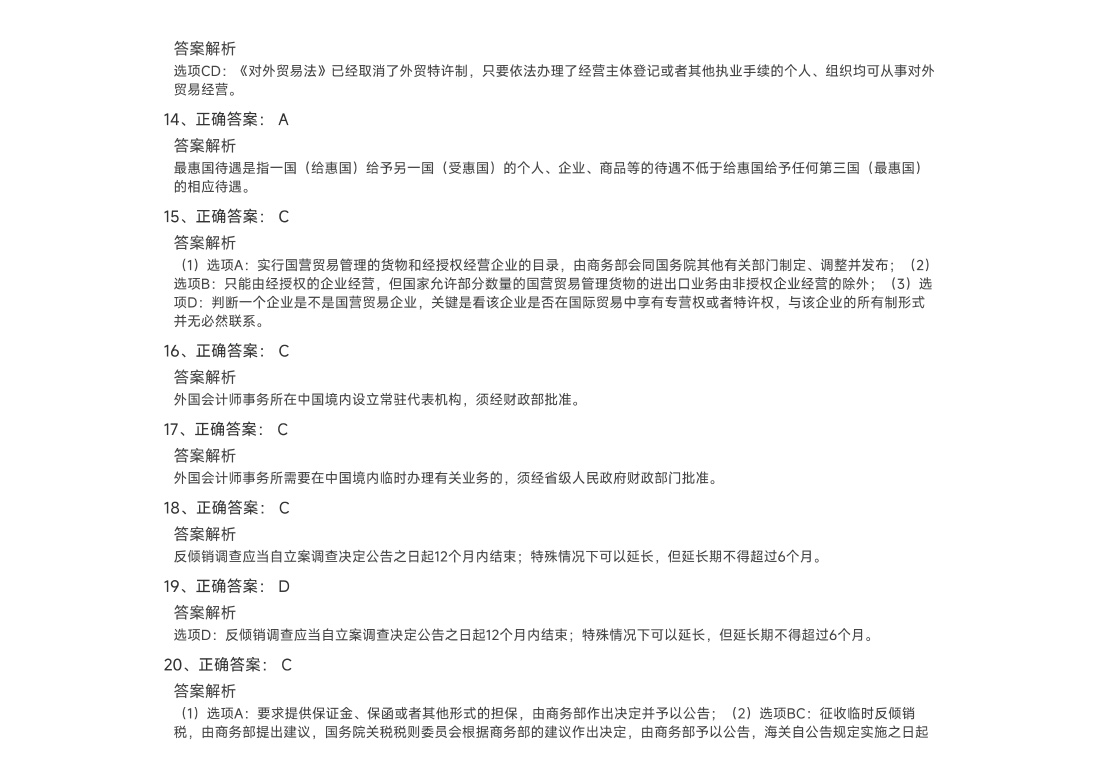 答案解析
选项CD：《对外贸易法》已经取消了外贸特许制，只要依法办理了经营主体登记或者其他执业手续的个人、组织均可从事对外
贸易经营。
14、正确答案： A
答案解析
最惠国待遇是指一国（给惠国）给予另一国（受惠国）的个人、企业、商品等的待遇不低于给惠国给予任何第三国（最惠国）
的相应待遇。
15、正确答案： C
答案解析
（1）选项A：实行国营贸易管理的货物和经授权经营企业的目录，由商务部会同国务院其他有关部门制定、调整并发布；（2）
选项B：只能由经授权的企业经营，但国家允许部分数量的国营贸易管理货物的进出口业务由非授权企业经营的除外；（3）选
项D：判断一个企业是不是国营贸易企业，关键是看该企业是否在国际贸易中享有专营权或者特许权，与该企业的所有制形式
并无必然联系。
16、正确答案： C
答案解析
外国会计师事务所在中国境内设立常驻代表机构，须经财政部批准。
17、正确答案： C
答案解析
外国会计师事务所需要在中国境内临时办理有关业务的，须经省级人民政府财政部门批准。
18、正确答案： C
答案解析
反倾销调查应当自立案调查决定公告之日起12个月内结束；特殊情况下可以延长，但延长期不得超过6个月。
19、正确答案： D
答案解析
选项D：反倾销调查应当自立案调查决定公告之日起12个月内结束；特殊情况下可以延长，但延长期不得超过6个月。
20、正确答案： C
答案解析
（1）选项A：要求提供保证金、保函或者其他形式的担保，由商务部作出决定并予以公告；（2）选项BC：征收临时反倾销
税，由商务部提出建议，国务院关税税则委员会根据商务部的建议作出决定，由商务部予以公告，海关自公告规定实施之日起